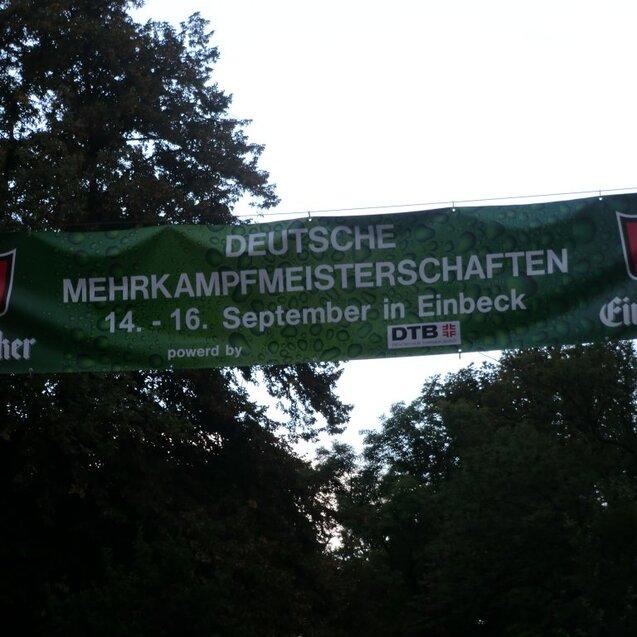 DEUTSCHE
MEHRKAMPFMEISTERSCHAFTEN
14. - 16. September in Einbeck
powerd by
DTB